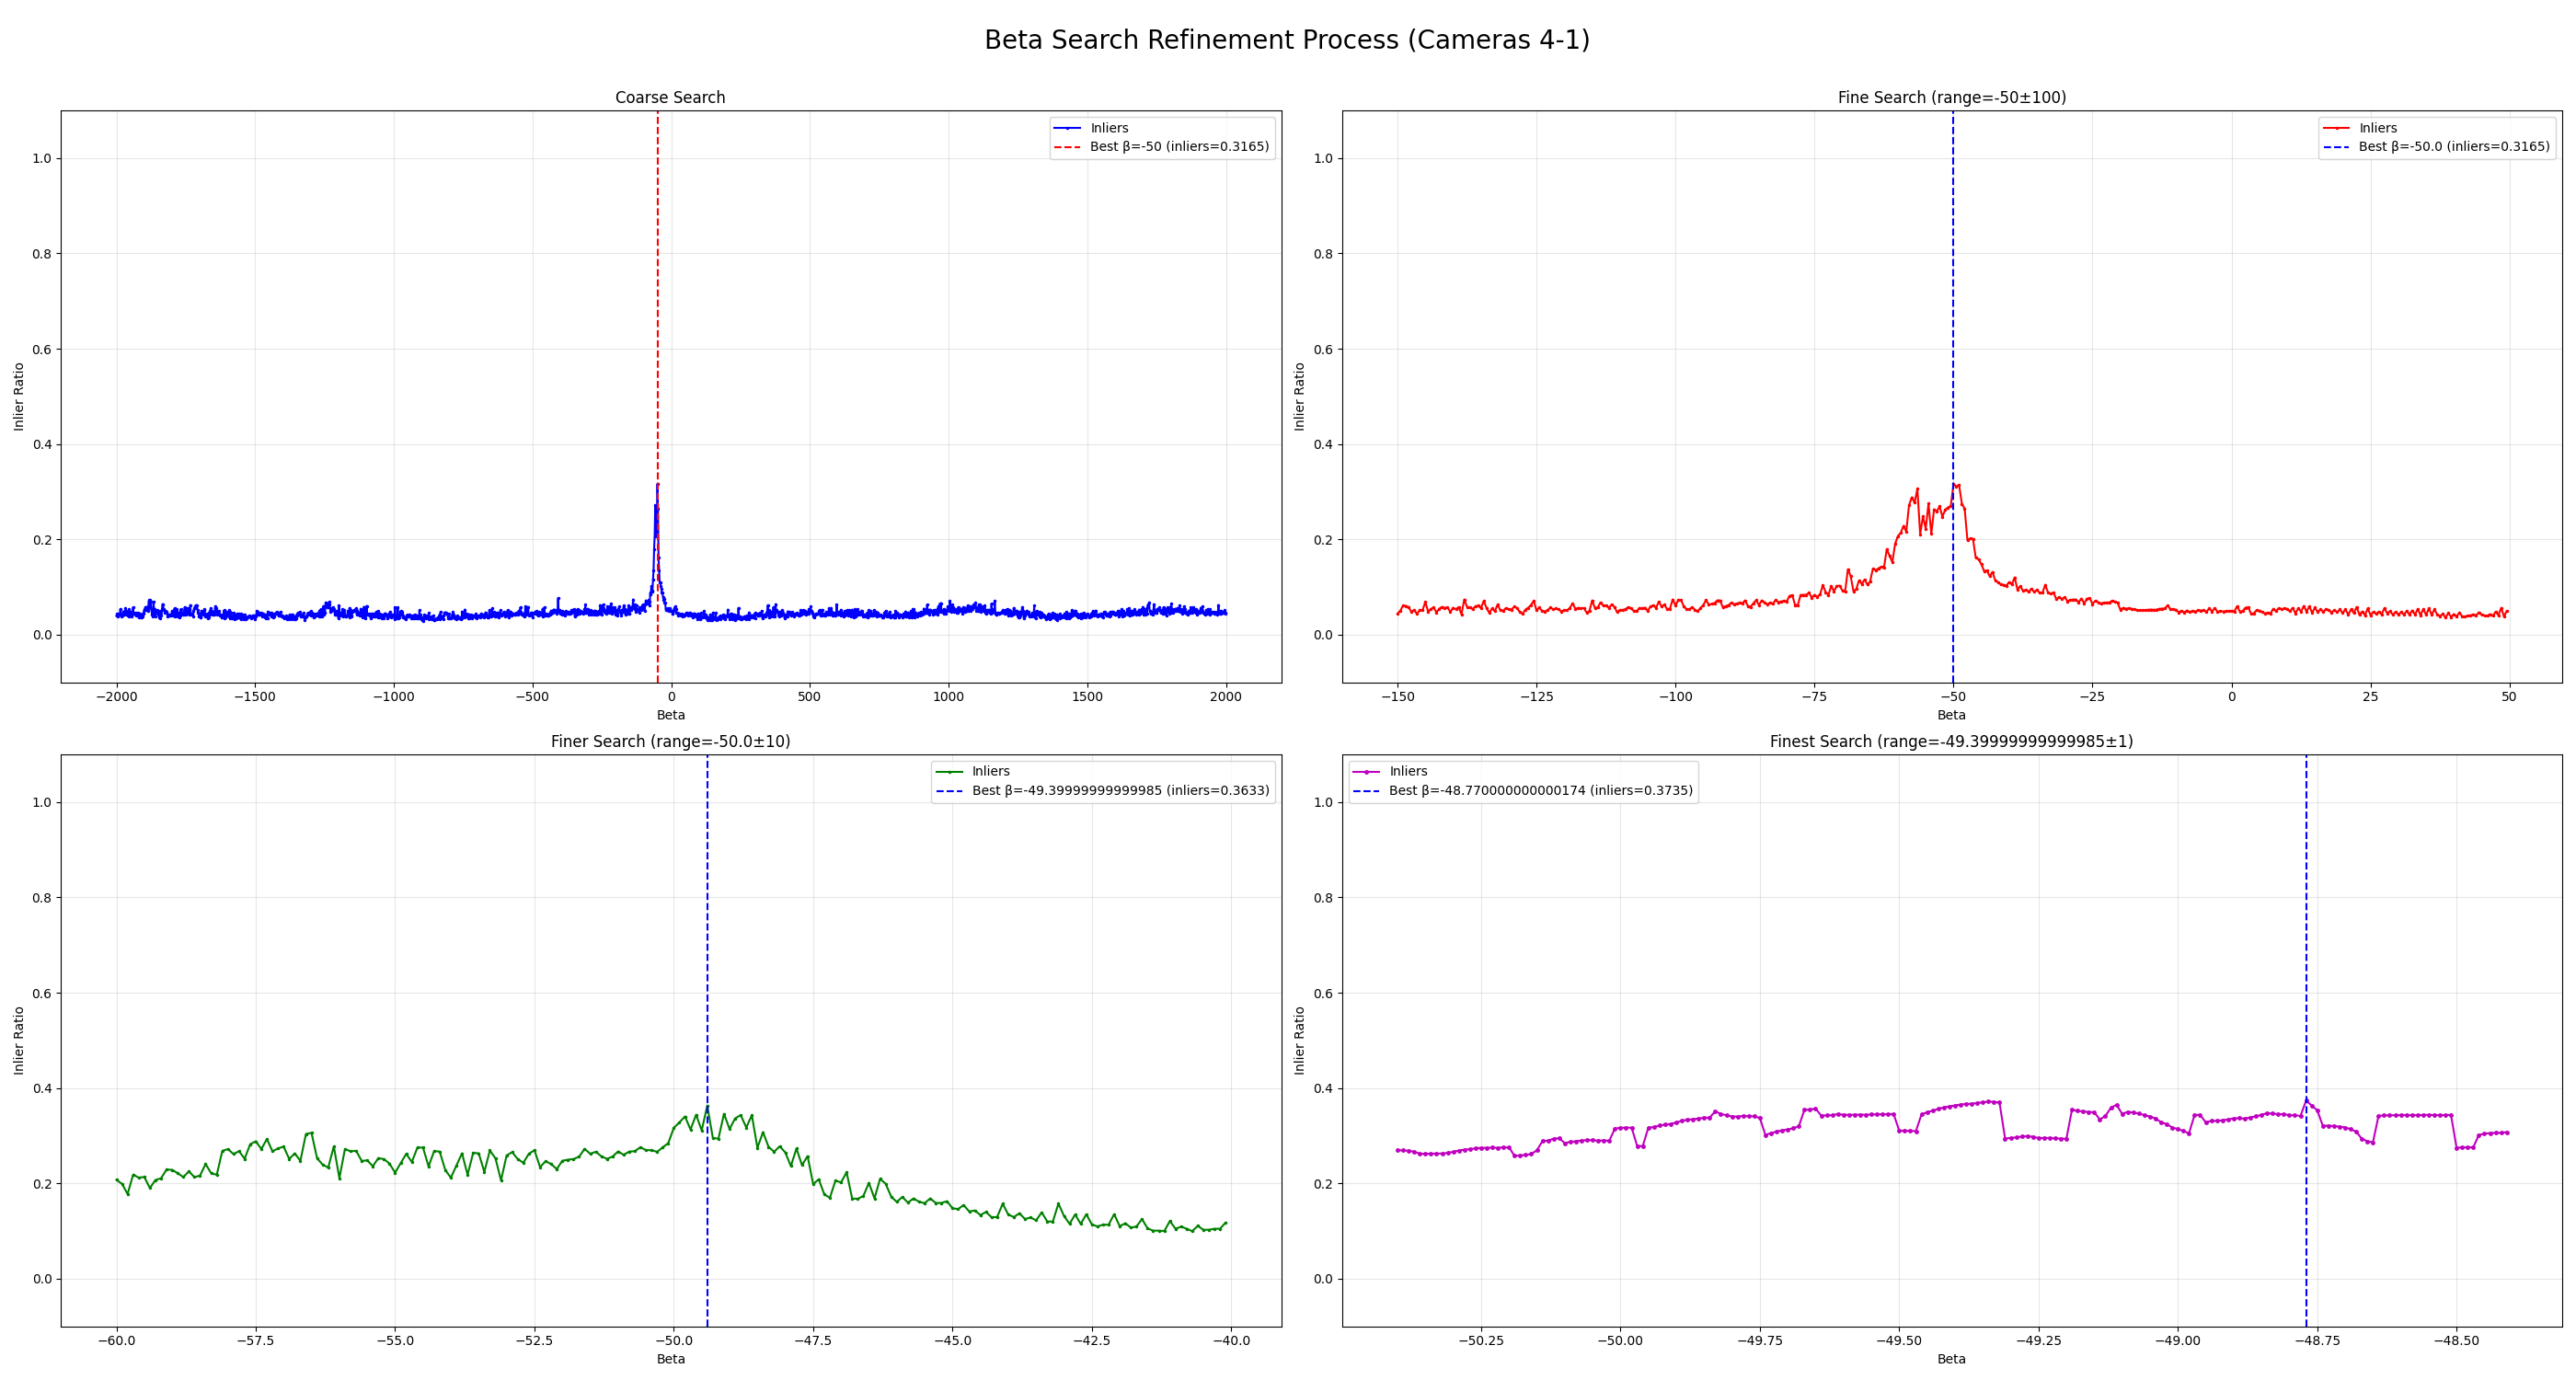 Beta Search Refinement Process (Cameras 4-1)
Coarse Search
Inliers
Best β=-50 (inliers=0.3165)
1.0
0.8
0.6
0.4
0.2
0.0
Inlier Ratio
−2000 −1500 −1000 −500 0 500 1000 1500 2000
Beta
Fine Search (range=-50±100)
Inliers
Best β=-50.0 (inliers=0.3165)
1.0
0.8
0.6
0.4
0.2
0.0
Inlier Ratio
−150 −125 −100 −75 −50 −25 0 25 50
Beta
Finer Search (range=-50.0±10)
Inliers
Best β=-49.39999999999985 (inliers=0.3633)
1.0
0.8
0.6
0.4
0.2
0.0
Inlier Ratio
−60.0 −57.5 −55.0 −52.5 −50.0 −47.5 −45.0 −42.5 −40.0
Beta
Finest Search (range=-49.39999999999985±1)
Inliers
Best β=-48.770000000000174 (inliers=0.3735)
1.0
0.8
0.6
0.4
0.2
0.0
Inlier Ratio
−50.25 −50.00 −49.75 −49.50 −49.25 −49.00 −48.75 −48.50
Beta